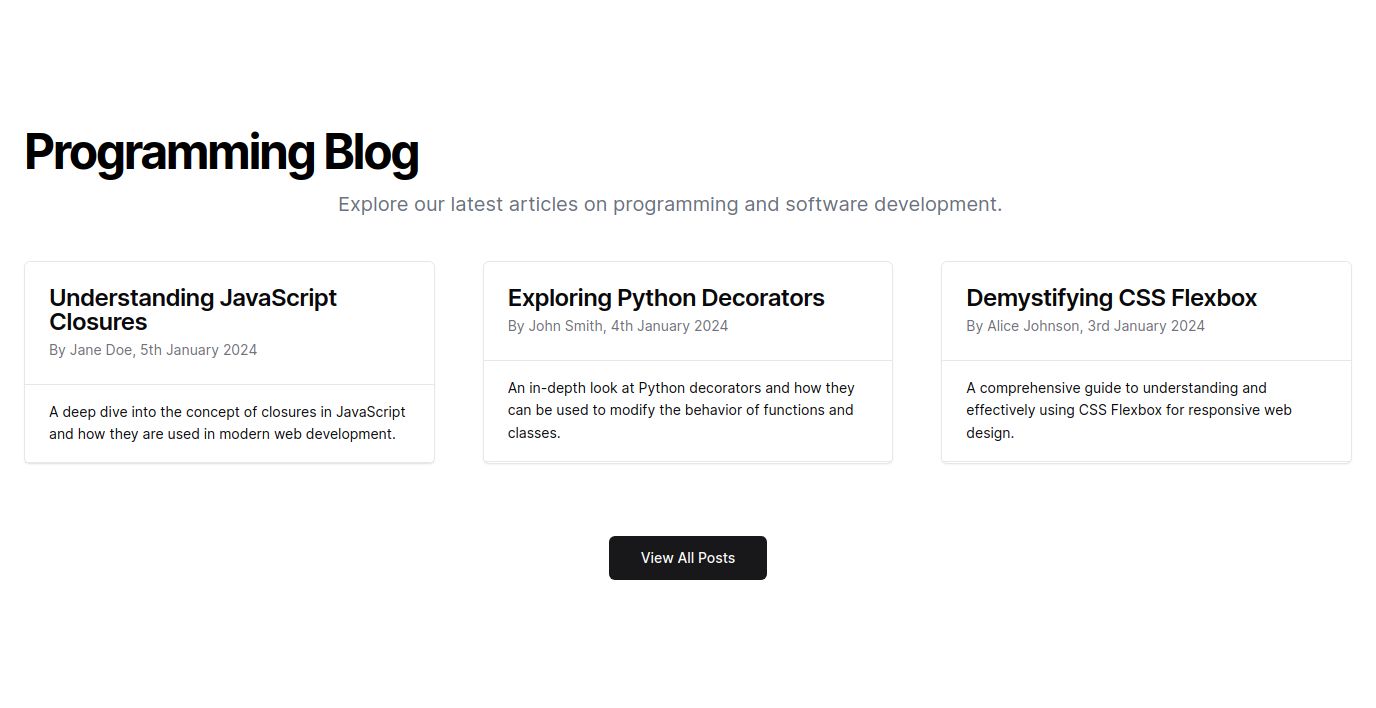 Programming Blog
Explore our latest articles on programming and software development.
Understanding JavaScript
Closures
By Jane Doe, 5th January 2024
A deep dive into the concept of closures in JavaScript
and how they are used in modern web development.
Exploring Python Decorators
By John Smith, 4th January 2024
An in-depth look at Python decorators and how they
can be used to modify the behavior of functions and
classes.
Demystifying CSS Flexbox
By Alice Johnson, 3rd January 2024
A comprehensive guide to understanding and
effectively using CSS Flexbox for responsive web
design.
View All Posts